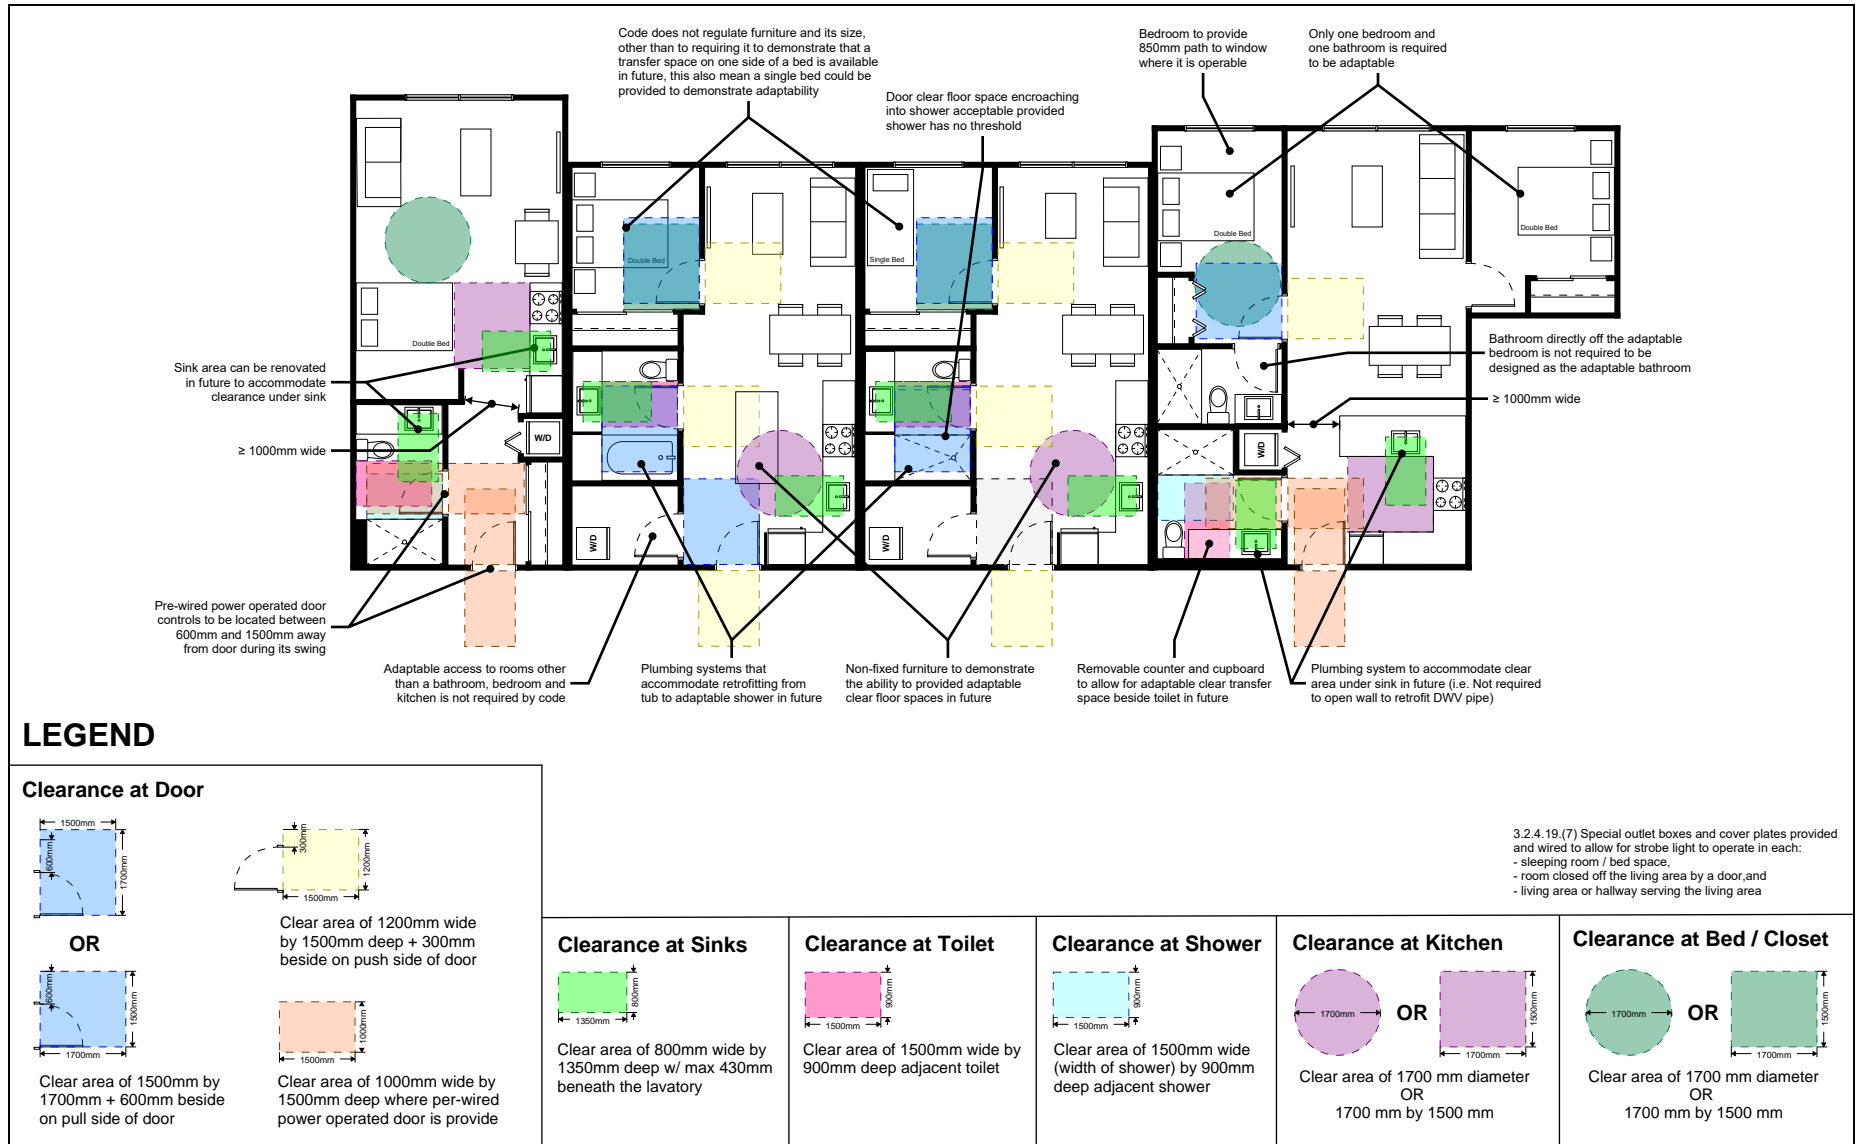 Code does not regulate furniture and its size,
other than to requiring it to demonstrate that a
transfer space on one side of a bed is available
in future, this also mean a single bed could be
provided to demonstrate adaptability
Door clear floor space encroaching
into shower acceptable provided
shower has no threshold
Bedroom to provide
850mm path to window
where it is operable
Only one bedroom and
one bathroom is required
to be adaptable
Double Bed
Double Bed
Single Bed
Double Bed
Double Bed
Sink area can be renovated
in future to accommodate
clearance under sink
≥ 1000mm wide
Bathroom directly off the adaptable
bedroom is not required to be
designed as the adaptable bathroom
≥ 1000mm wide
W/D
W/D
W/D
W/D
Pre-wired power operated door
controls to be located between
600mm and 1500mm away
from door during its swing
Adaptable access to rooms other
than a bathroom, bedroom and
kitchen is not required by code
Plumbing systems that
accommodate retrofitting from
tub to adaptable shower in future
Non-fixed furniture to demonstrate
the ability to provided adaptable
clear floor spaces in future
Removable counter and cupboard
to allow for adaptable clear transfer
space beside toilet in future
Plumbing system to accommodate clear
area under sink in future (i.e. Not required
to open wall to retrofit DWV pipe)
LEGEND
Clearance at Door
1500mm
600mm
1700mm
OR
600mm
1500mm
1700mm
Clear area of 1500mm by
1700mm + 600mm beside
on pull side of door
300mm
1200mm
1500mm
Clear area of 1200mm wide
by 1500mm deep + 300mm
beside on push side of door
1000mm
1500mm
Clear area of 1000mm wide by
1500mm deep where per-wired
power operated door is provide
Clearance at Sinks
800mm
1350mm
Clear area of 800mm wide by
1350mm deep w/ max 430mm
beneath the lavatory
Clearance at Toilet
900mm
1500mm
Clear area of 1500mm wide by
900mm deep adjacent toilet
Clearance at Shower
900mm
1500mm
Clear area of 1500mm wide
(width of shower) by 900mm
deep adjacent shower
3.2.4.19.(7) Special outlet boxes and cover plates provided
and wired to allow for strobe light to operate in each:
- sleeping room / bed space,
- room closed off the living area by a door,and
- living area or hallway serving the living area
Clearance at Kitchen
1700mm
OR
1500mm
1700mm
Clear area of 1700 mm diameter
OR
1700 mm by 1500 mm
Clearance at Bed / Closet
1700mm
OR
1500mm
1700mm
Clear area of 1700 mm diameter
OR
1700 mm by 1500 mm